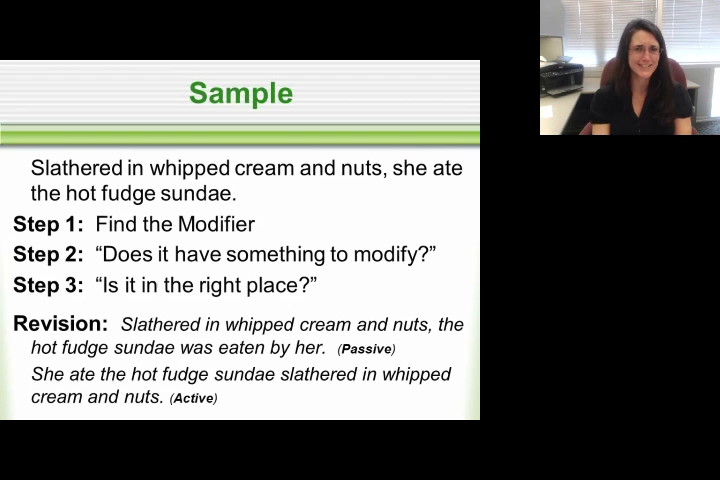 Sample
Slathered in whipped cream and nuts, she ate
the hot fudge sundae.
Step 1: Find the Modifier
Step 2: “Does it have something to modify?”
Step 3: “Is it in the right place?”
Revision: Slathered in whipped cream and nuts, the
hot fudge sundae was eaten by her. (Passive)
She ate the hot fudge sundae slathered in whipped
cream and nuts. (Active)